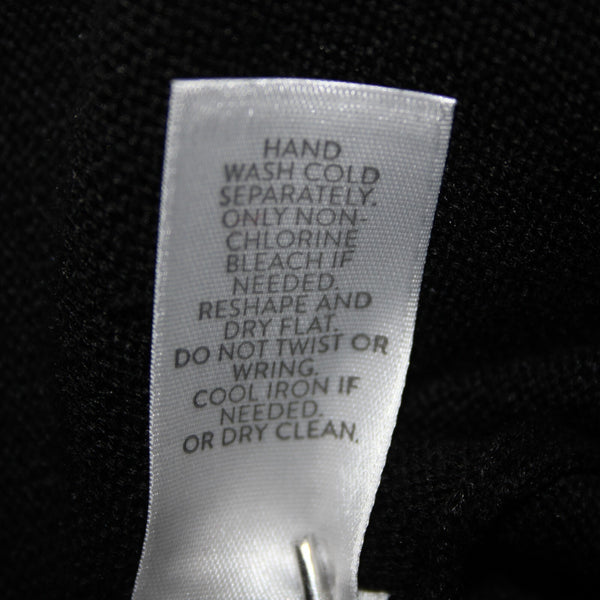 HAND
WASH COLD
SEPARATELY.
ONLY NON-
CHLORINE
BLEACH IF
NEEDED.
RESHAPE AND
DRY FLAT.
DO NOT TWIST OR
WRING.
COOL IRON IF
NEEDED.
OR DRY CLEAN.